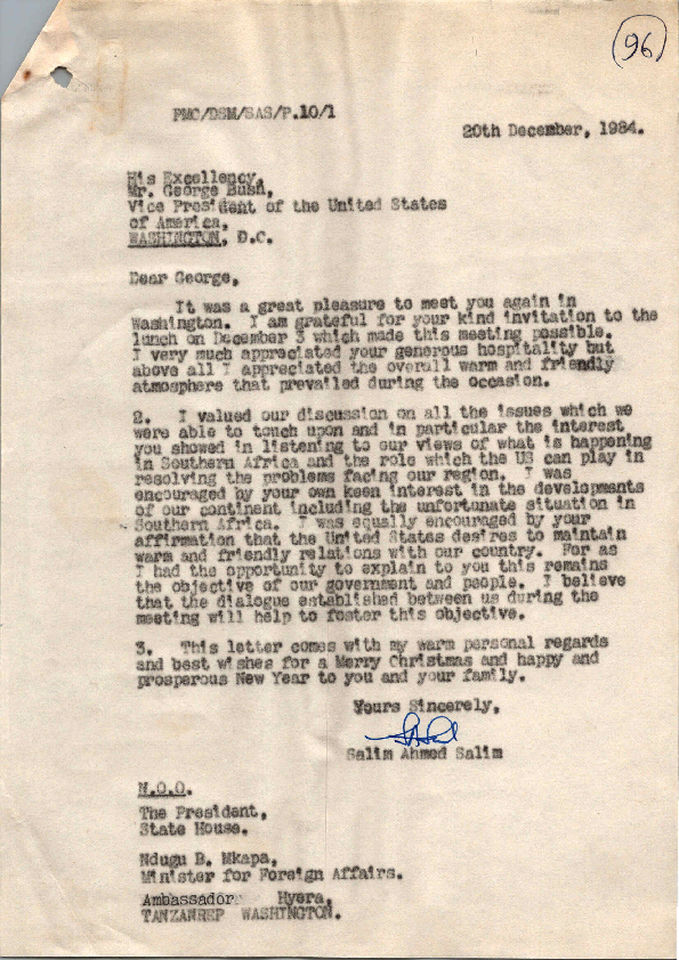 96
PMC/DSM/SAS/P.10/1
20th December, 1984.
His Excellency,
Mr. George Bush,
Vice President of the United States
of America,
WASHINGTON, D.C.
Dear George,
It was a great pleasure to meet you again in
Washington. I am grateful for your kind invitation to the
lunch on December 3 which made this meeting possible.
I very much appreciated your generous hospitality but
above all I appreciated the overall warm and friendly
atmosphere that prevailed during the occasion.
2. I valued our discussion on all the issues which we
were able to touch upon and in particular the interest
you showed in listening to our views of what is happening
in Southern Africa and the role which the US can play in
resolving the problems facing our region. I was
encouraged by your own keen interest in the developments
of our continent including the unfortunate situation in
Southern Africa. I was equally encouraged by your
affirmation that the United States desires to maintain
warm and friendly relations with our country. For as
I had the opportunity to explain to you this remains
the objective of our government and people. I believe
that the dialogue established between us during the
meeting will help to foster this objective.
3. This letter comes with my warm personal regards
and best wishes for a Merry Christmas and happy and
prosperous New Year to you and your family.
Yours Sincerely,
Salim Ahmed Salim
N.O.O.
The President,
State House.
Ndugu B. Mkapa,
Minister for Foreign Affairs.
Ambassador Nyera,
TANZANREP WASHINGTON.